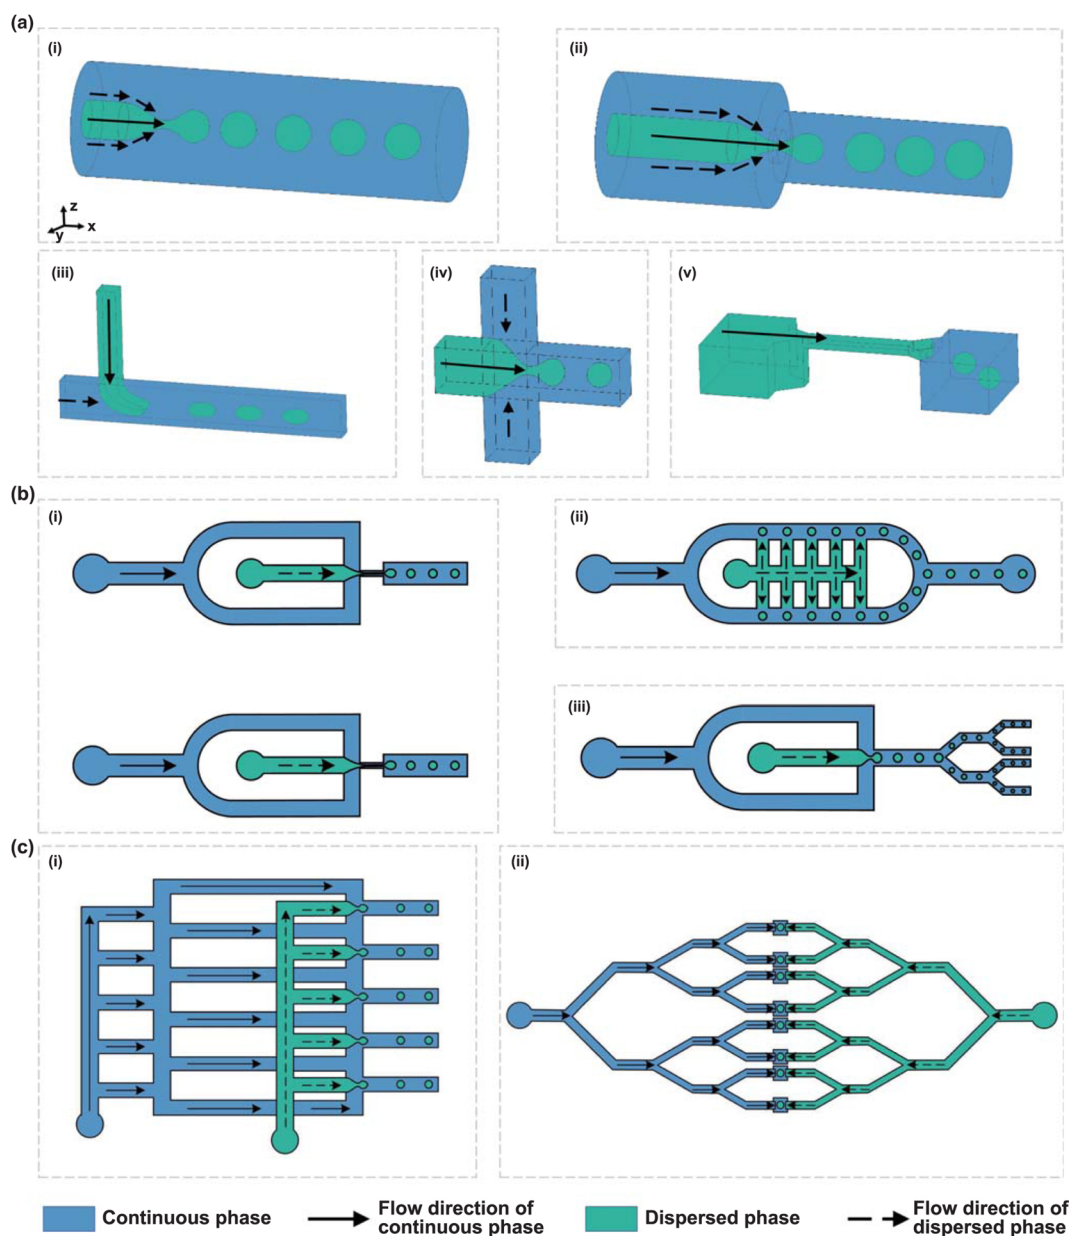 (a)
(i)
(ii)
z
x
y
(iii)
(iv)
(v)
(b)
(i)
(ii)
(iii)
(c)
(i)
(ii)
Continuous phase
Flow direction of
continuous phase
Dispersed phase
Flow direction of
dispersed phase